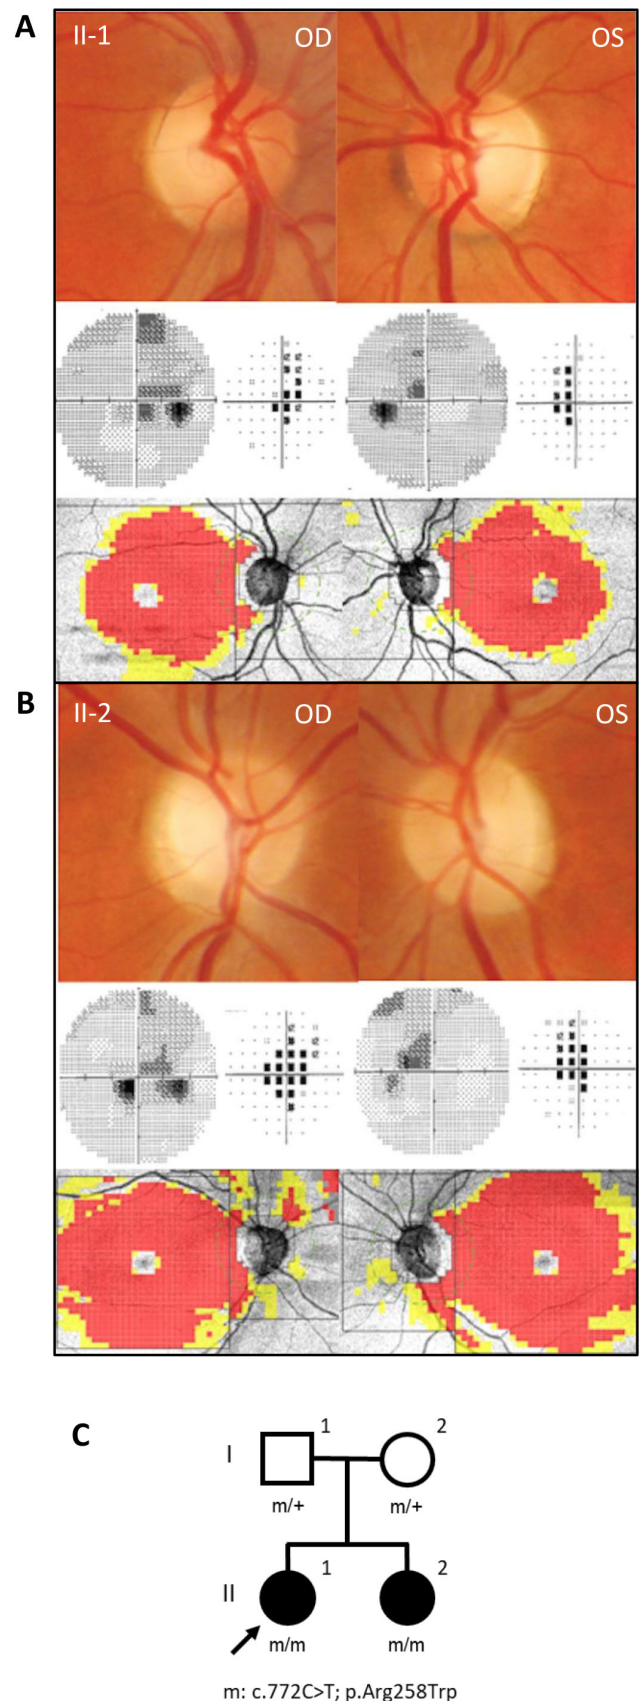 A
II-1 OD OS
B
II-2 OD OS
C
1 2
I
m/+ m/+
1 2
II
m/m m/m
m: c.772C>T; p.Arg258Trp